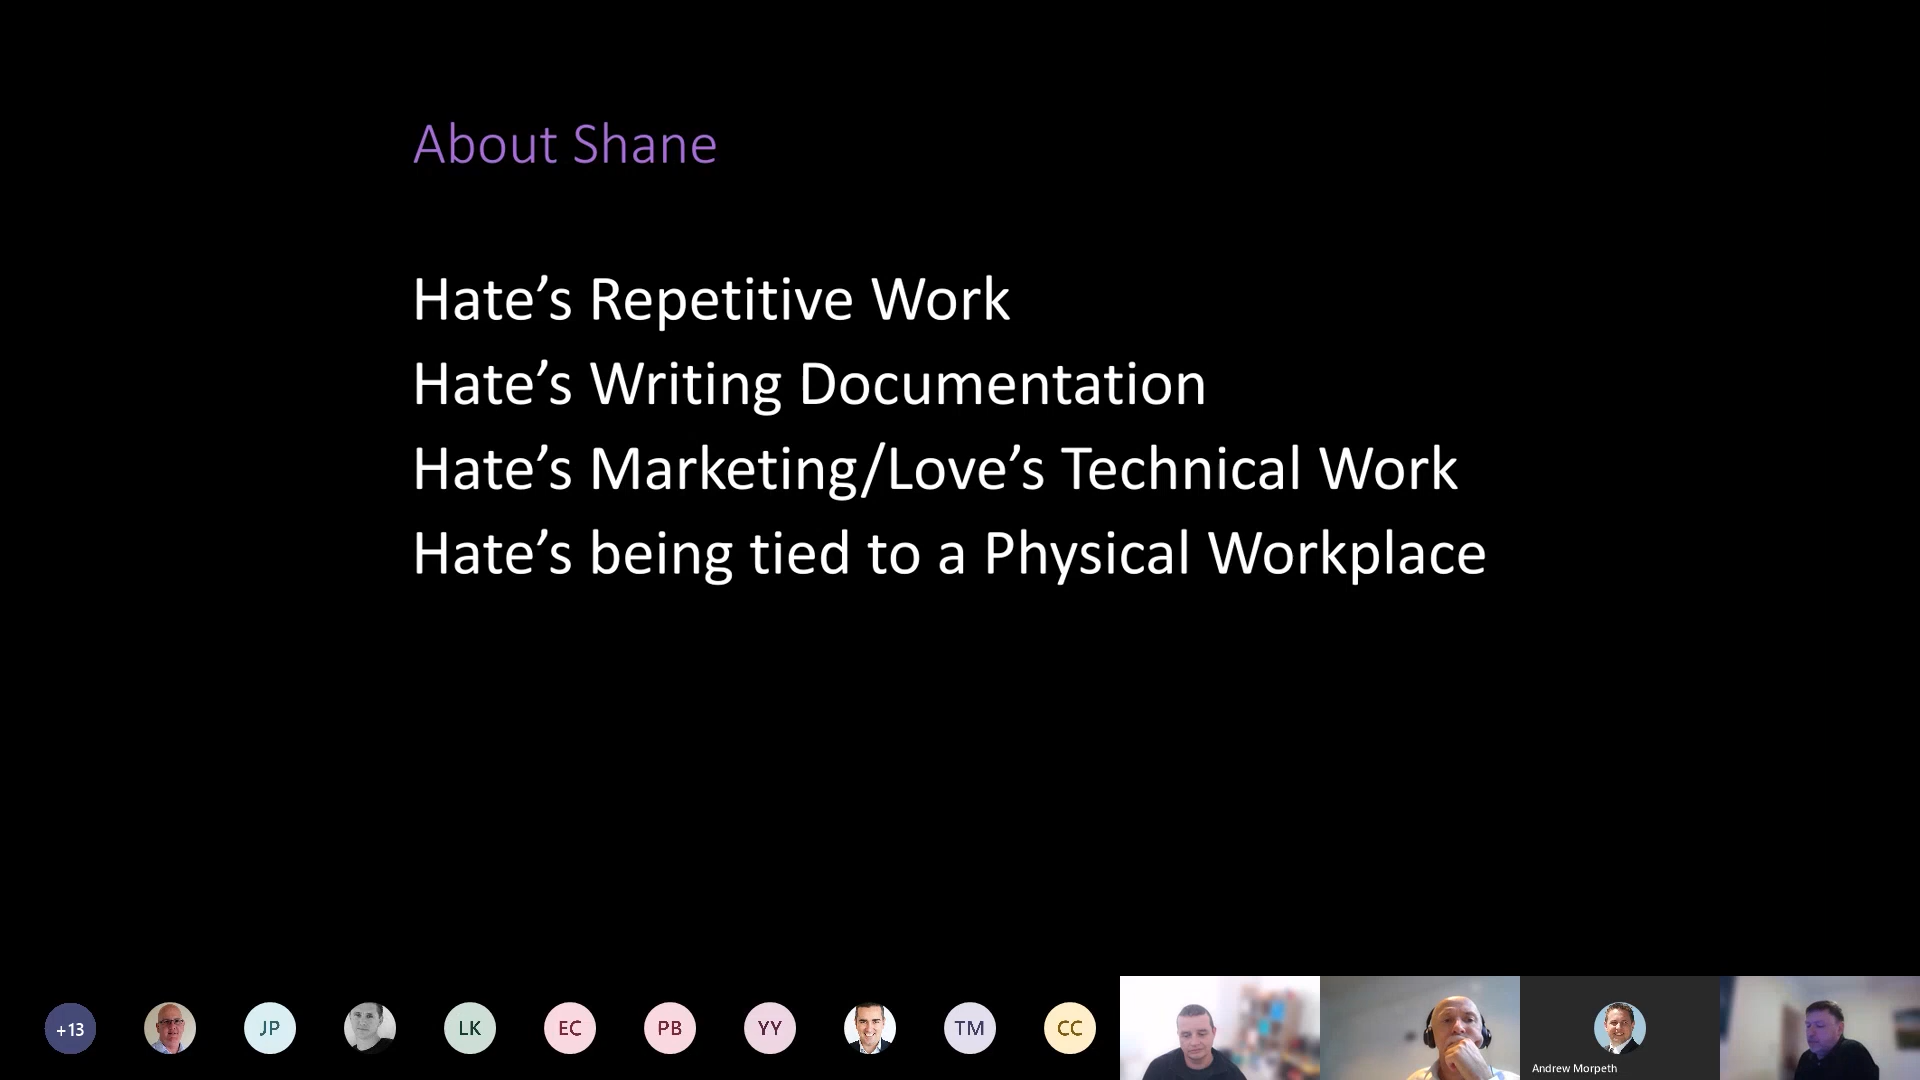 About Shane
Hate’s Repetitive Work
Hate’s Writing Documentation
Hate’s Marketing/Love’s Technical Work
Hate’s being tied to a Physical Workplace
+13
JP
LK
EC
PB
YY
TM
CC
Andrew Morpeth